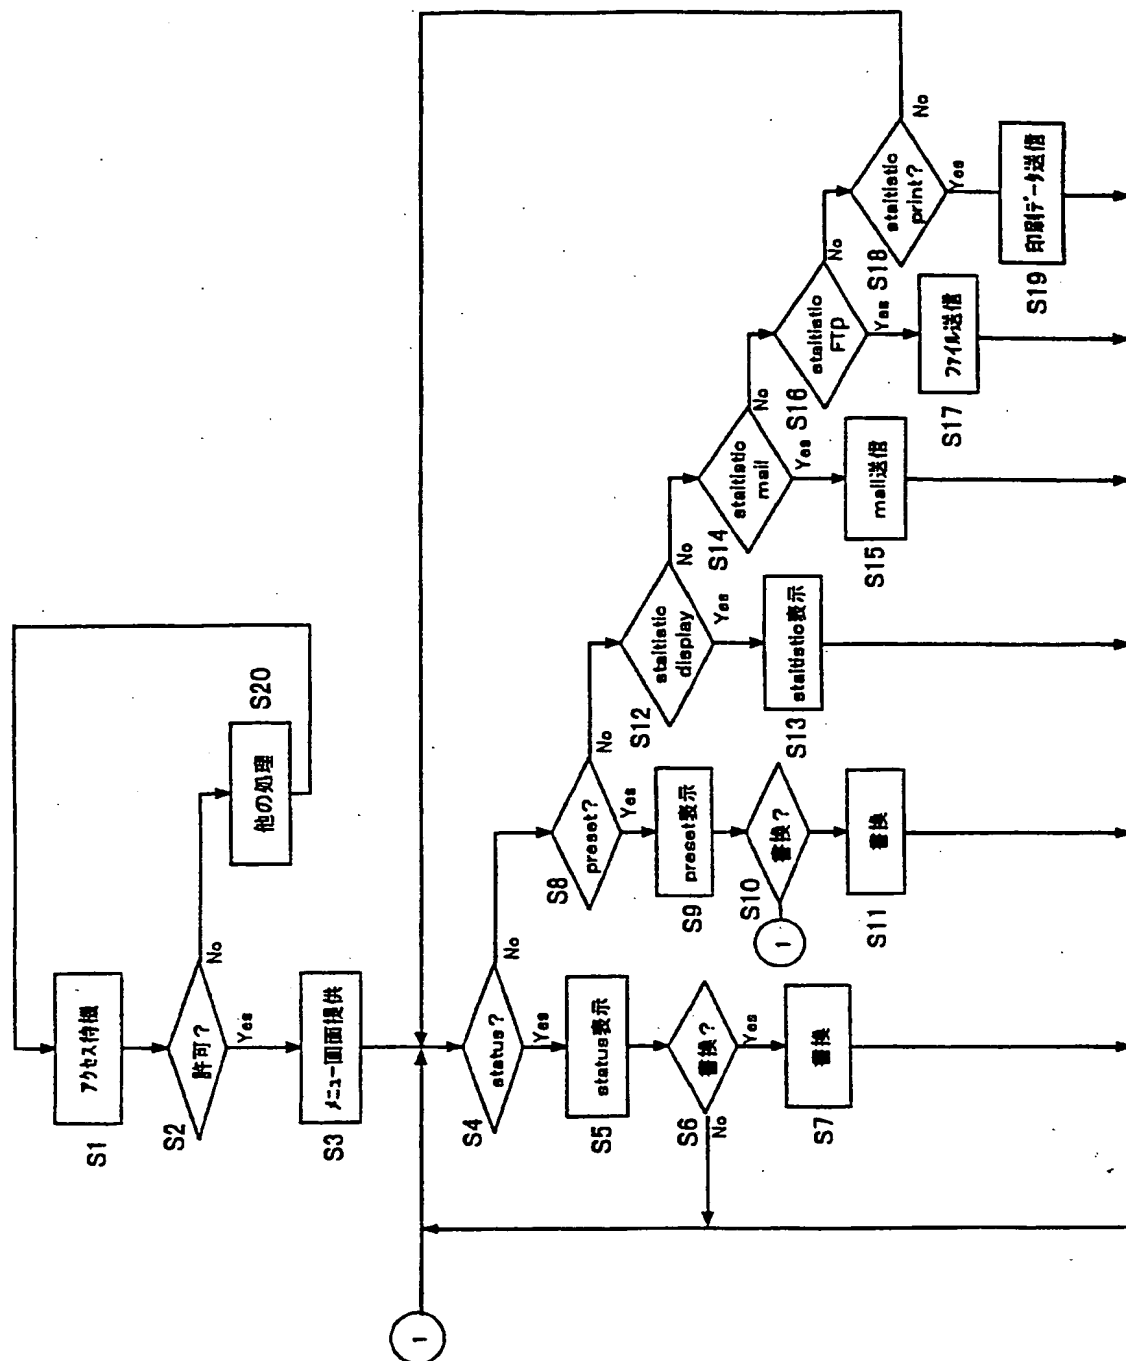 アクセス待機
S1
許可?
S2
No
Yes
他の処理
S20
メニュー画面提供
S3
1
status?
S4
No
Yes
status表示
S5
書換?
S6
No
Yes
書換
S7
preset?
S8
No
Yes
preset表示
S9
書換?
S10
1
書換
S11
staitistic
display
S12
No
Yes
staitistic表示
S13
staitistic
mail
S14
No
Yes
mail送信
S15
staitistic
FTP
S16
No
Yes
ファイル送信
S17
staitistic
print?
S18
No
Yes
印刷データ送信
S19